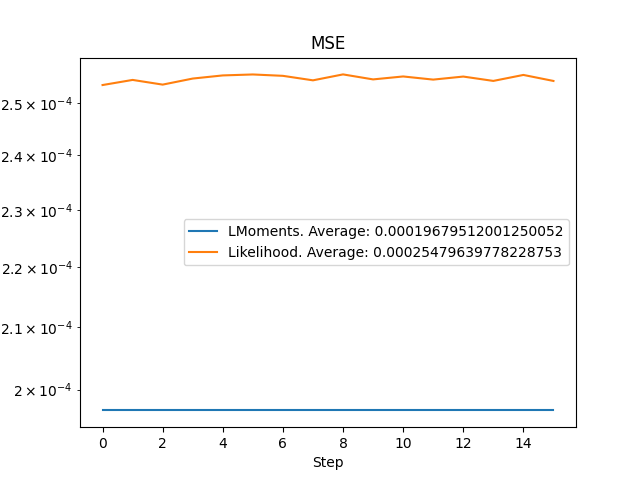 MSE
2.5 × 10⁻⁴
2.4 × 10⁻⁴
2.3 × 10⁻⁴
2.2 × 10⁻⁴
2.1 × 10⁻⁴
2 × 10⁻⁴
LMoments. Average: 0.00019679512001250052
Likelihood. Average: 0.00025479639778228753
0 2 4 6 8 10 12 14
Step